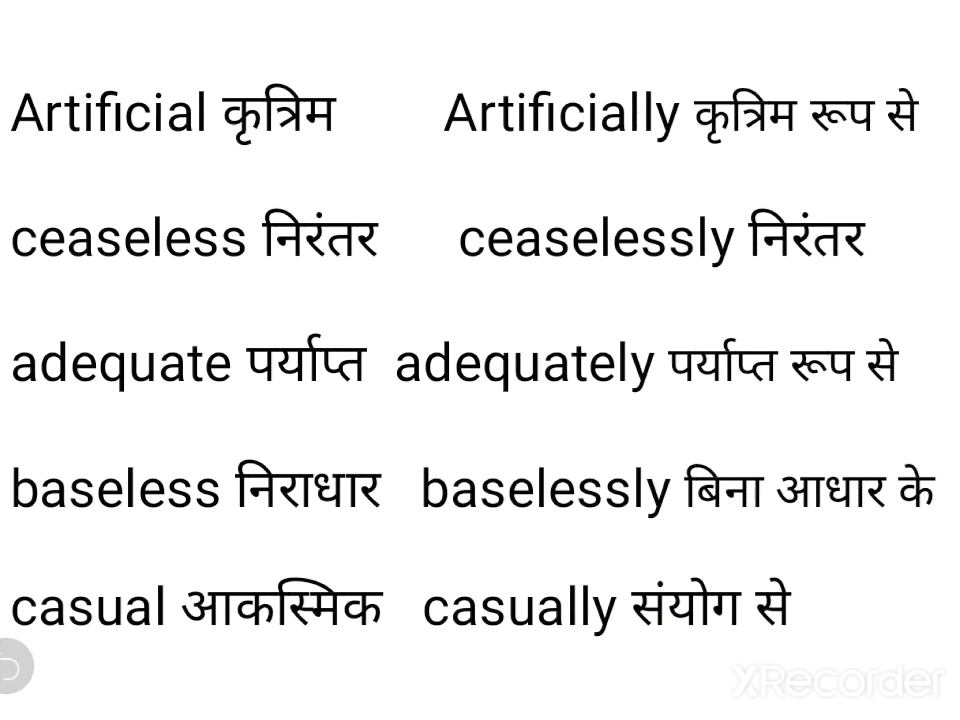 Artificial कृत्रिम Artificially कृत्रिम रूप से
ceaseless निरंतर ceaselessly निरंतर
adequate पर्याप्त adequately पर्याप्त रूप से
baseless निराधार baselessly बिना आधार के
casual आकस्मिक casually संयोग से
XRecorder